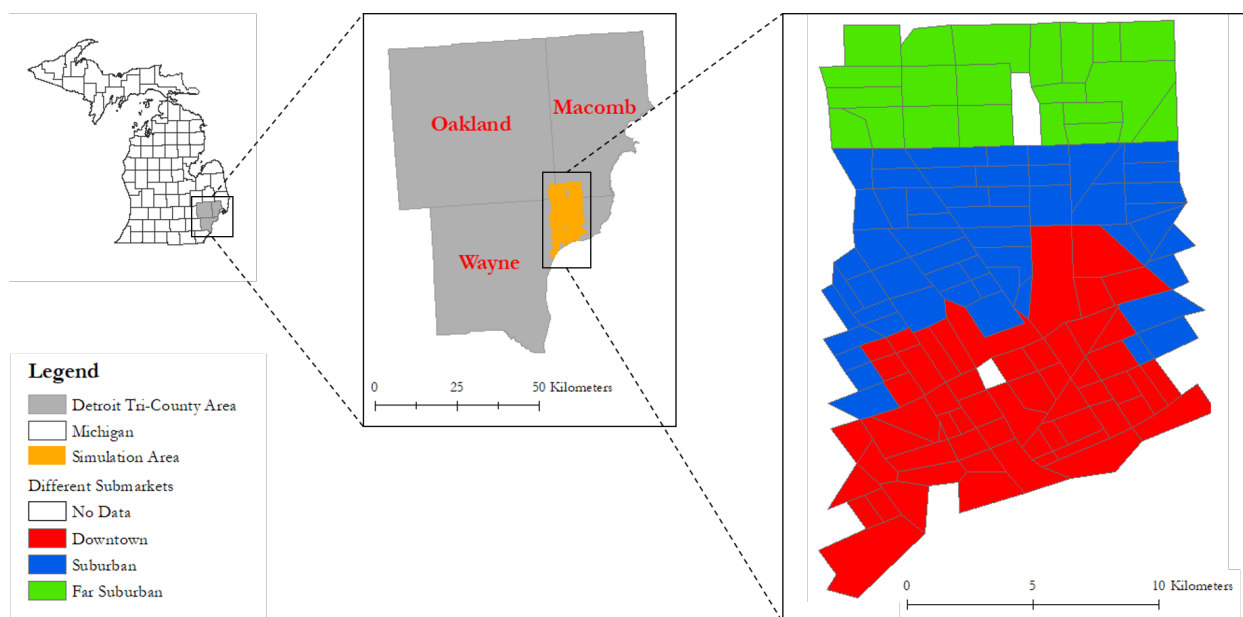 Oakland
Macomb
Wayne
0 25 50 Kilometers
Legend
Detroit Tri-County Area
Michigan
Simulation Area
Different Submarkets
No Data
Downtown
Suburban
Far Suburban
0 5 10 Kilometers